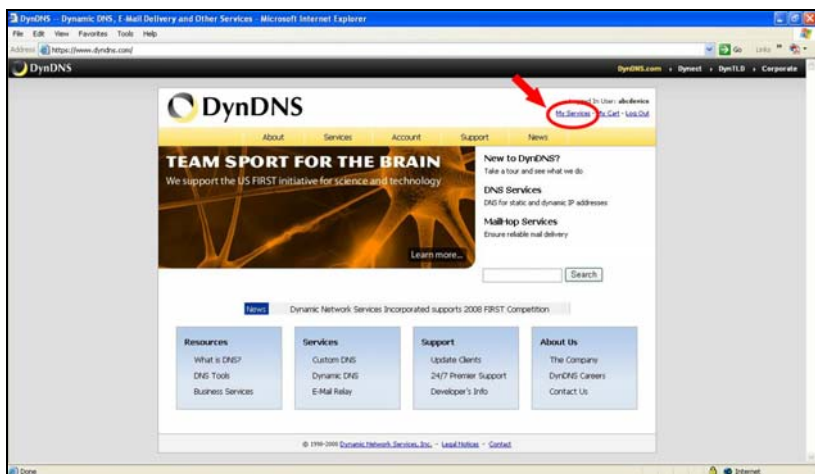 DynDNS -- Dynamic DNS, E-Mail Delivery and Other Services - Microsoft Internet Explorer
File Edit View Favorites Tools Help
Address https://www.dyndns.com/ Go Links »
DynDNS DynDNS.com Dynect DynTLD Corporate
DynDNS
Logged In User:
My Services - My Cart - Log Out
About Services Account Support News
TEAM SPORT FOR THE BRAIN
We support the US FIRST initiative for science and technology
Learn more...
New to DynDNS?
Take a tour and see what we do
DNS Services
DNS for static and dynamic IP addresses
MailHop Services
Ensure reliable mail delivery
Search
News Dynamic Network Services Incorporated supports 2008 FIRST Competition
Resources
What is DNS?
DNS Tools
Business Services
Services
Custom DNS
Dynamic DNS
E-Mail Relay
Support
Update Clients
24/7 Premier Support
Developer's Info
About Us
The Company
DynDNS Careers
Contact Us
© 1998-2008 Dynamic Network Services, Inc. - Legal Notices - Contact
Done Internet